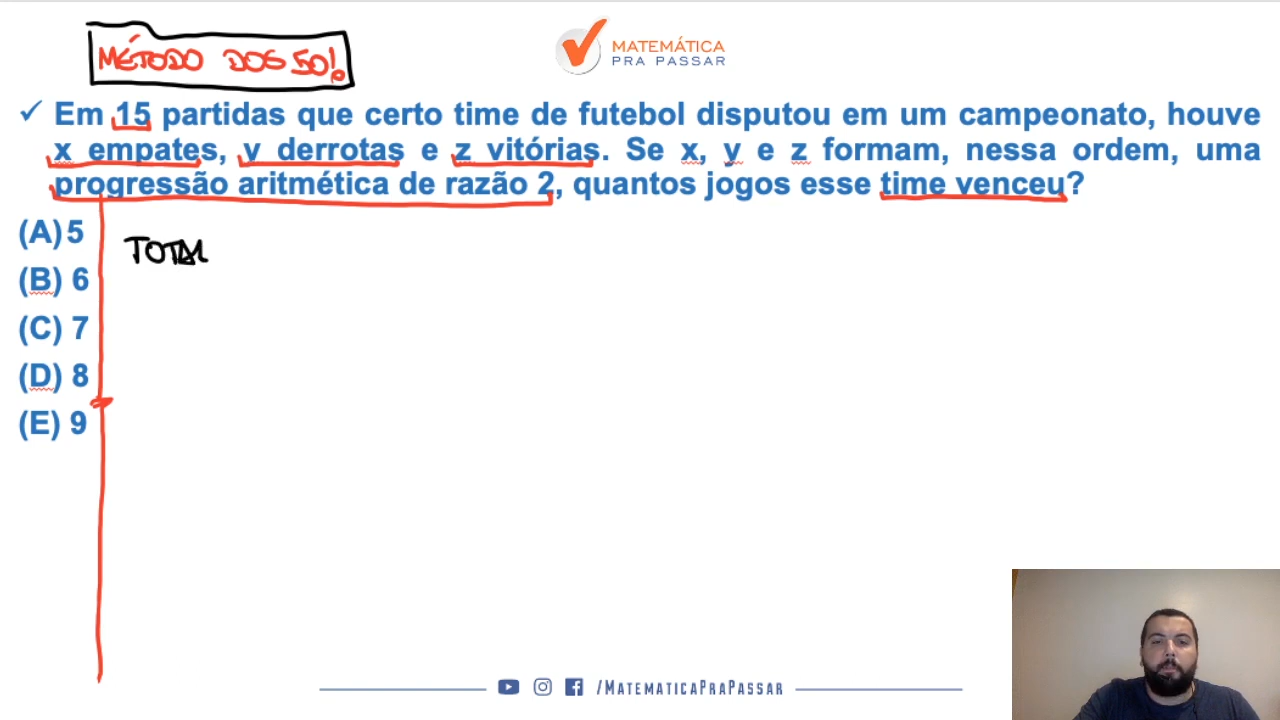 MÉTODO DOS 50!
MATEMÁTICA
PRA PASSAR
✓ Em 15 partidas que certo time de futebol disputou em um campeonato, houve
x empates, y derrotas e z vitórias. Se x, y e z formam, nessa ordem, uma
progressão aritmética de razão 2, quantos jogos esse time venceu?
(A) 5
TOTAL
(B) 6
(C) 7
(D) 8
(E) 9
/MATEMATICAPRAPASSAR